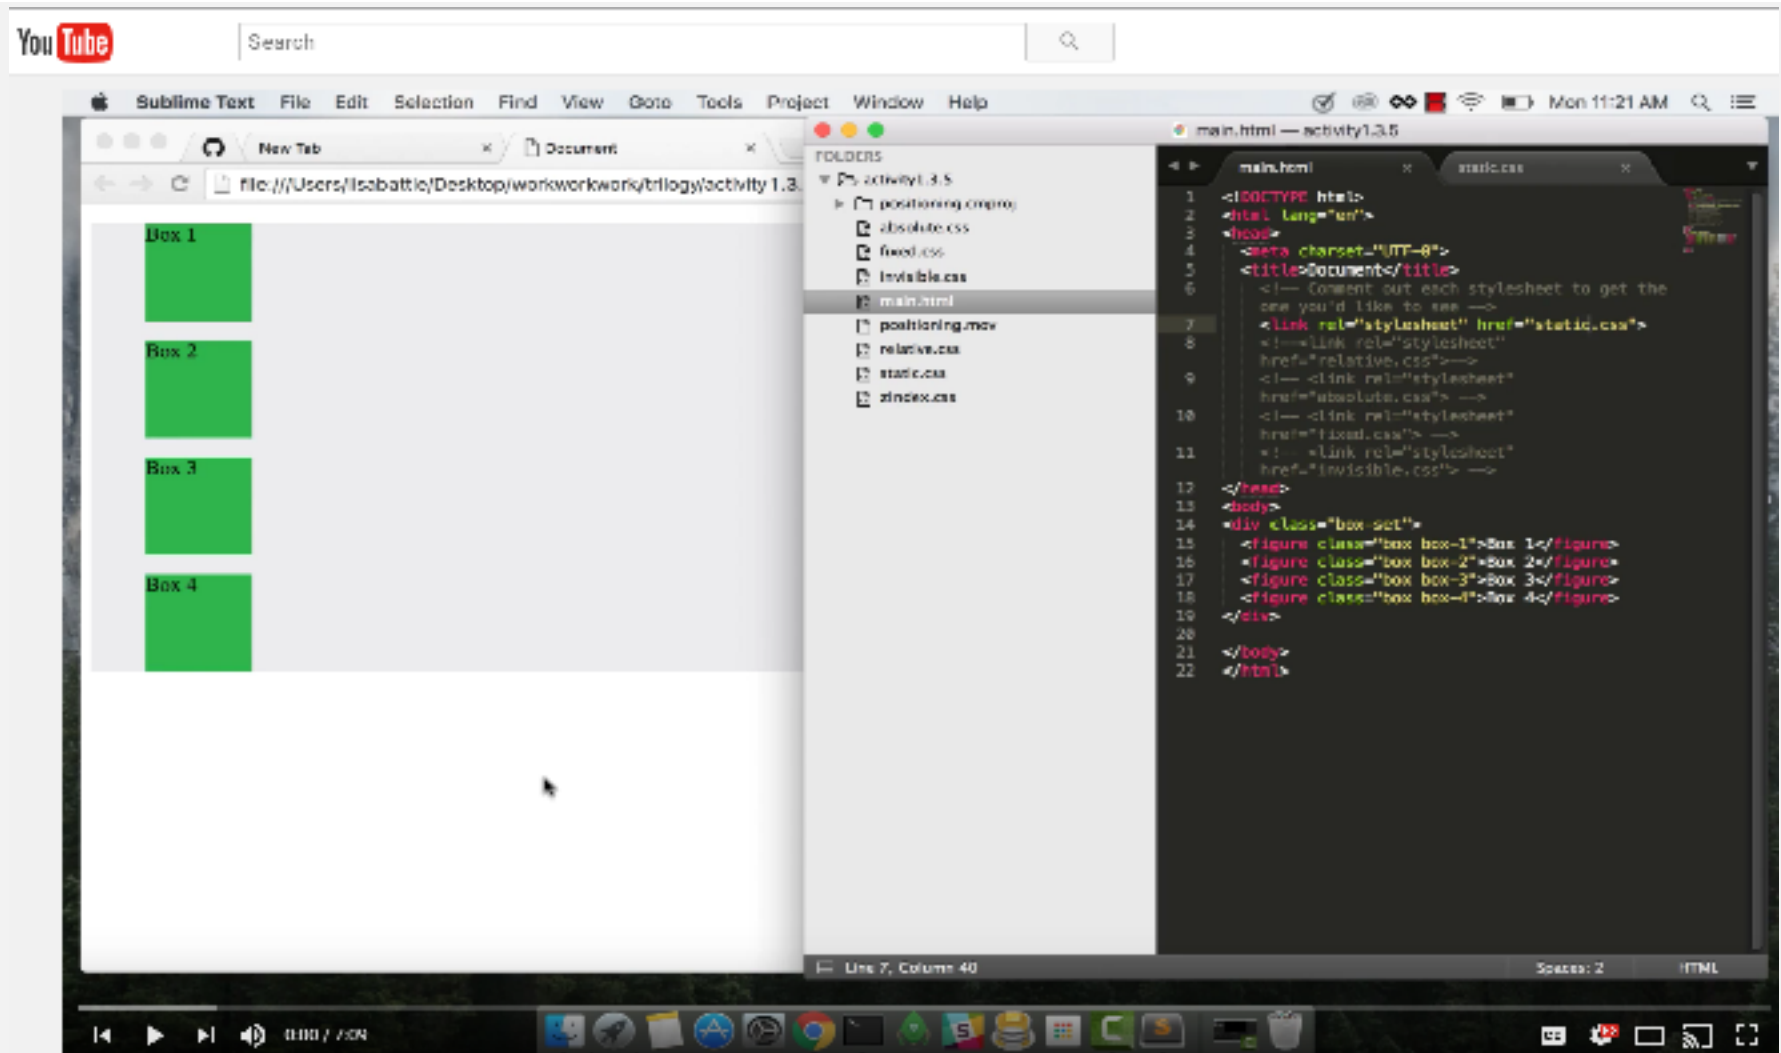 YouTube
Search
Sublime Text File Edit Selection Find View Goto Tools Project Window Help
Mon 11:21 AM
New Tab
Document
file:///Users/lisabattle/Desktop/workworkwork/trilogy/activity 1.3.
Box 1
Box 2
Box 3
Box 4
main.html — activity1.3.5
FOLDERS
activity1.3.5
positioning.cmproj
absolute.css
fixed.css
invisible.css
main.html
positioning.mov
relative.css
static.css
zindex.css
main.html
static.css
1 <!DOCTYPE html>
2 <html lang="en">
3 <head>
4 <meta charset="UTF-8">
5 <title>Document</title>
6 <!-- Comment out each stylesheet to get the
one you'd like to see -->
7 <link rel="stylesheet" href="static.css">
8 <!--<link rel="stylesheet"
href="relative.css">-->
9 <!-- <link rel="stylesheet"
href="absolute.css"> -->
10 <!-- <link rel="stylesheet"
href="fixed.css"> -->
11 <!-- <link rel="stylesheet"
href="invisible.css"> -->
12 </head>
13 <body>
14 <div class="box-set">
15 <figure class="box box-1">Box 1</figure>
16 <figure class="box box-2">Box 2</figure>
17 <figure class="box box-3">Box 3</figure>
18 <figure class="box box-4">Box 4</figure>
19 </div>
20
21 </body>
22 </html>
Line 7, Column 40
Spaces: 2
HTML
0:00 / 7:09
CC